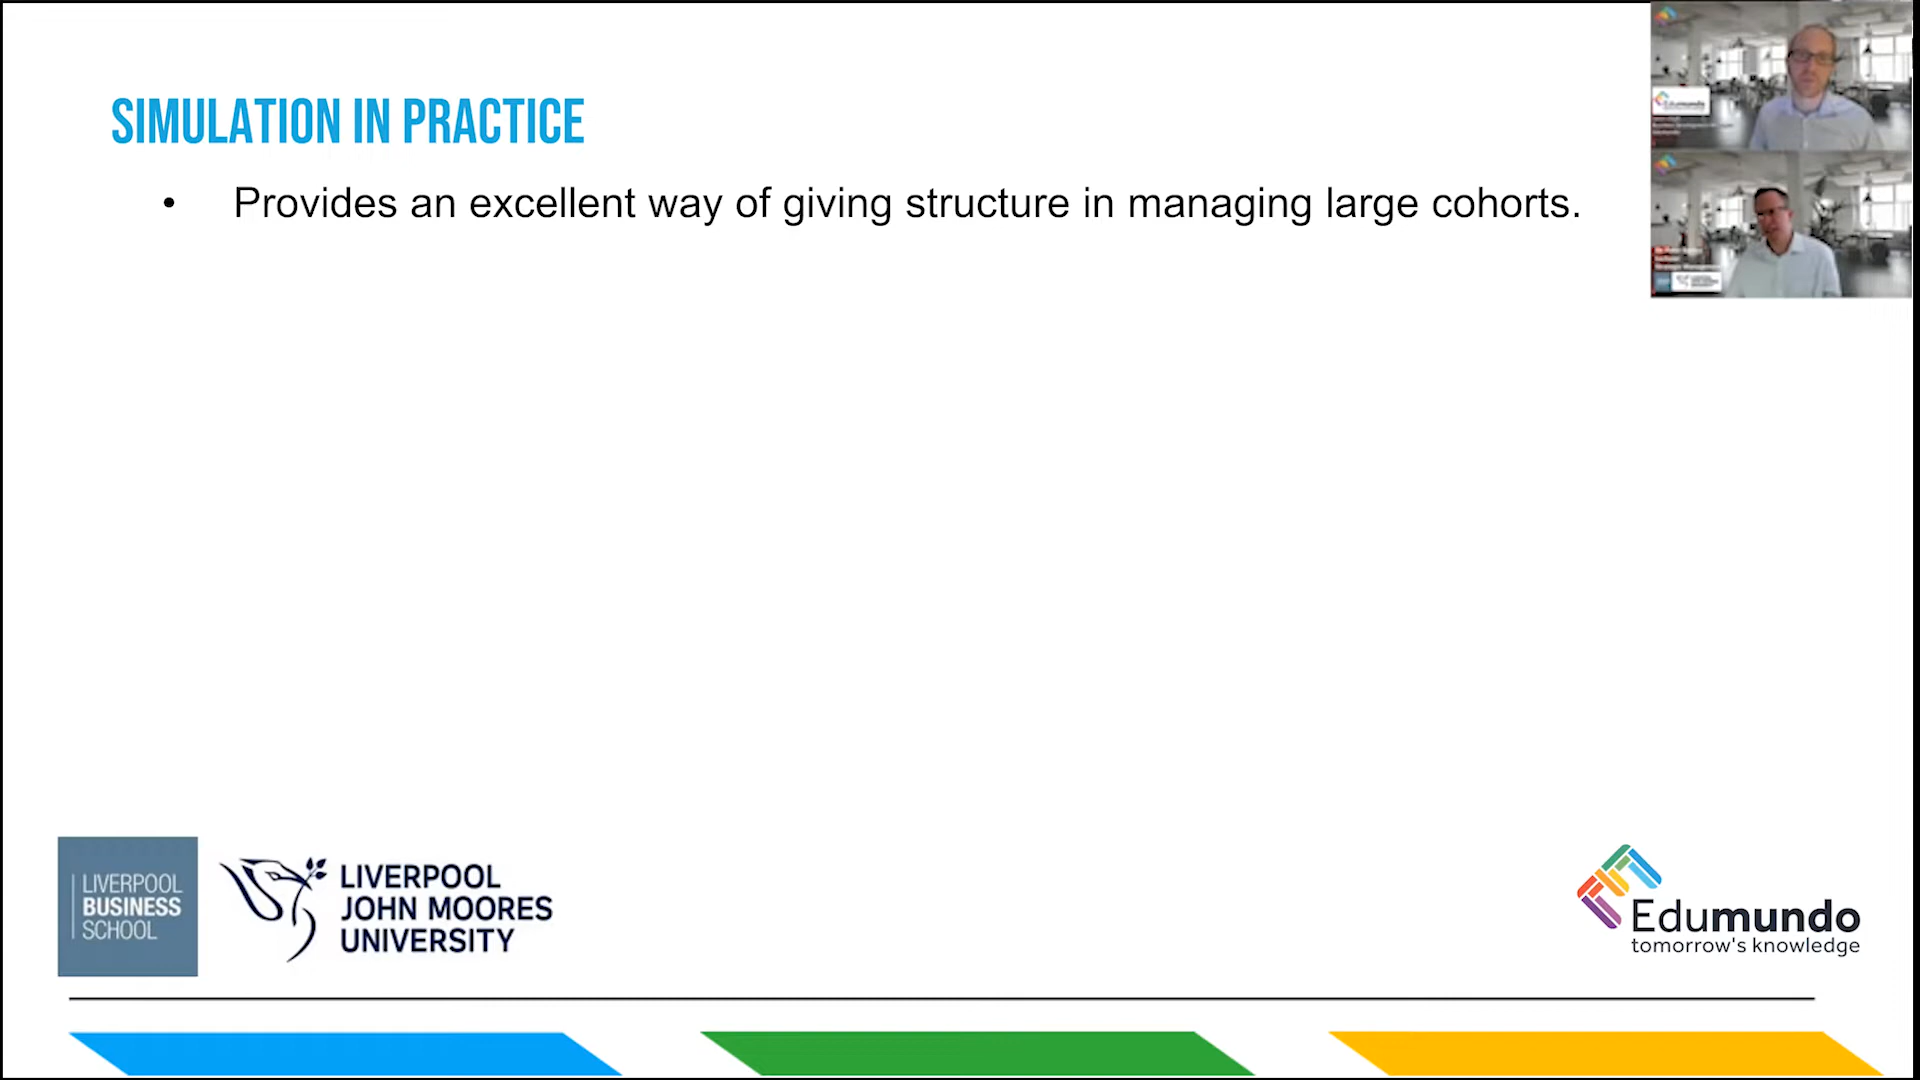 SIMULATION IN PRACTICE
• Provides an excellent way of giving structure in managing large cohorts.
Edumundo
LIVERPOOL
BUSINESS
SCHOOL
LIVERPOOL
JOHN MOORES
UNIVERSITY
Edumundo
tomorrow's knowledge